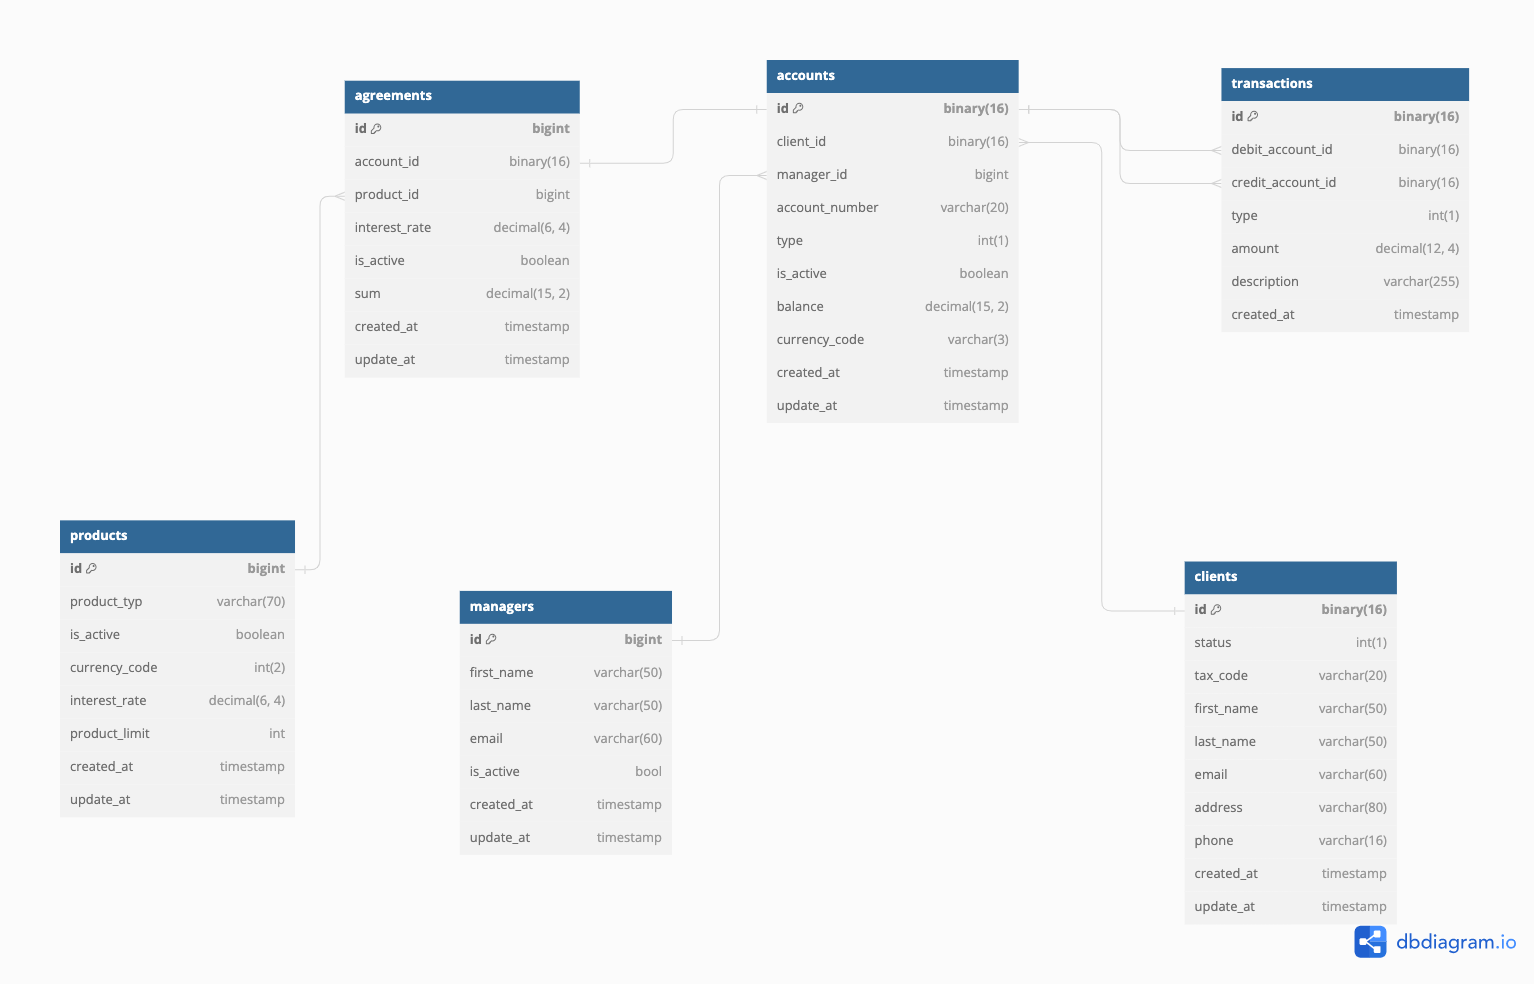 agreements
id bigint
account_id binary(16)
product_id bigint
interest_rate decimal(6, 4)
is_active boolean
sum decimal(15, 2)
created_at timestamp
update_at timestamp
accounts
id binary(16)
client_id binary(16)
manager_id bigint
account_number varchar(20)
type int(1)
is_active boolean
balance decimal(15, 2)
currency_code varchar(3)
created_at timestamp
update_at timestamp
transactions
id binary(16)
debit_account_id binary(16)
credit_account_id binary(16)
type int(1)
amount decimal(12, 4)
description varchar(255)
created_at timestamp
products
id bigint
product_typ varchar(70)
is_active boolean
currency_code int(2)
interest_rate decimal(6, 4)
product_limit int
created_at timestamp
update_at timestamp
managers
id bigint
first_name varchar(50)
last_name varchar(50)
email varchar(60)
is_active bool
created_at timestamp
update_at timestamp
clients
id binary(16)
status int(1)
tax_code varchar(20)
first_name varchar(50)
last_name varchar(50)
email varchar(60)
address varchar(80)
phone varchar(16)
created_at timestamp
update_at timestamp
dbdiagram.io